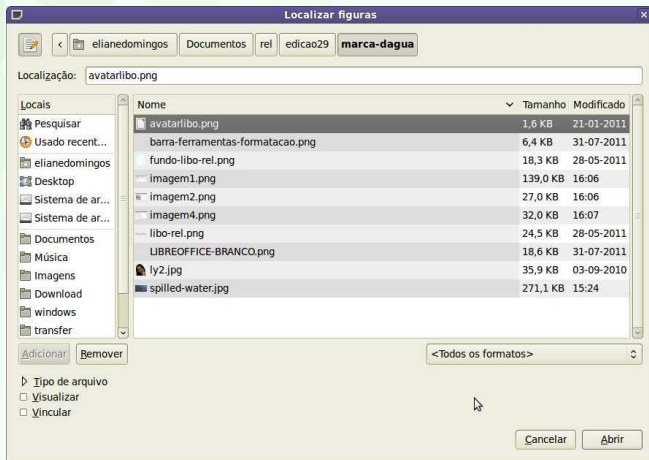 Localizar figuras
elianedomingos Documentos rel edicao29 marca-dagua
Localização: avatarlibo.png
Locais Nome Tamanho Modificado
Pesquisar avatarlibo.png 1,6 KB 21-01-2011
Usado recent... barra-ferramentas-formatacao.png 6,4 KB 31-07-2011
elianedomingos fundo-libo-rel.png 18,3 KB 28-05-2011
Desktop imagem1.png 139,0 KB 16:06
Sistema de ar... imagem2.png 27,0 KB 16:06
Sistema de ar... imagem4.png 32,0 KB 16:07
Documentos libo-rel.png 24,5 KB 28-05-2011
Música LIBREOFFICE-BRANCO.png 18,6 KB 31-07-2011
Imagens ly2.jpg 35,9 KB 03-09-2010
Download spilled-water.jpg 271,1 KB 15:24
windows
transfer
Adicionar Remover <Todos os formatos>
Tipo de arquivo
Visualizar
Vincular
Cancelar Abrir